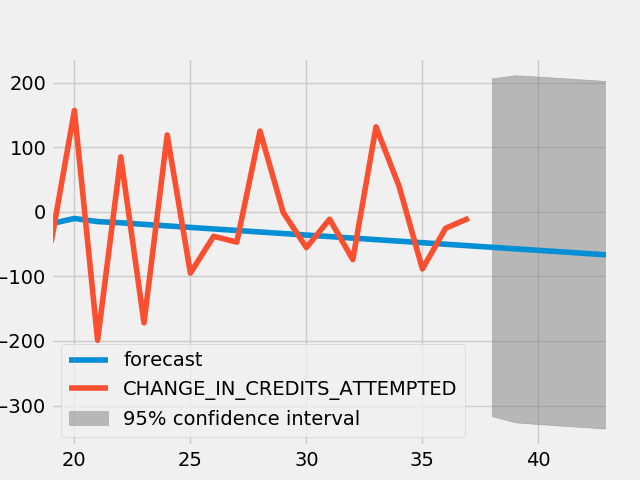 200
100
0
−100
−200
−300
forecast
CHANGE_IN_CREDITS_ATTEMPTED
95% confidence interval
20 25 30 35 40